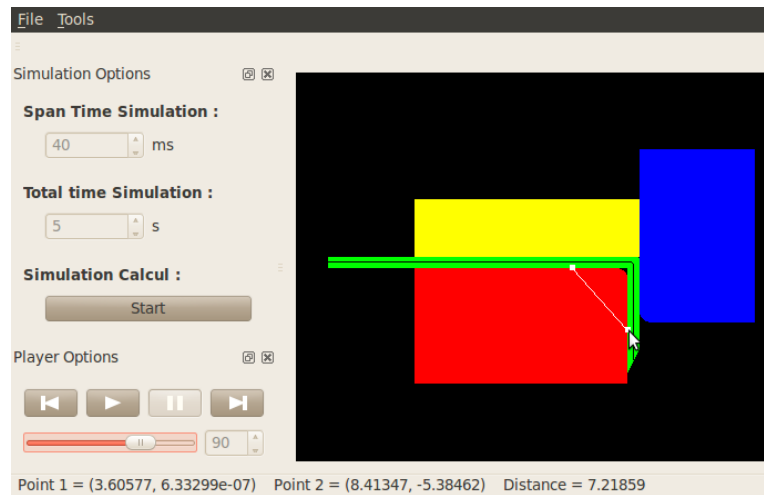 File Tools
Simulation Options
Span Time Simulation :
40 ms
Total time Simulation :
5 s
Simulation Calcul :
Start
Player Options
90
Point 1 = (3.60577, 6.33299e-07) Point 2 = (8.41347, -5.38462) Distance = 7.21859